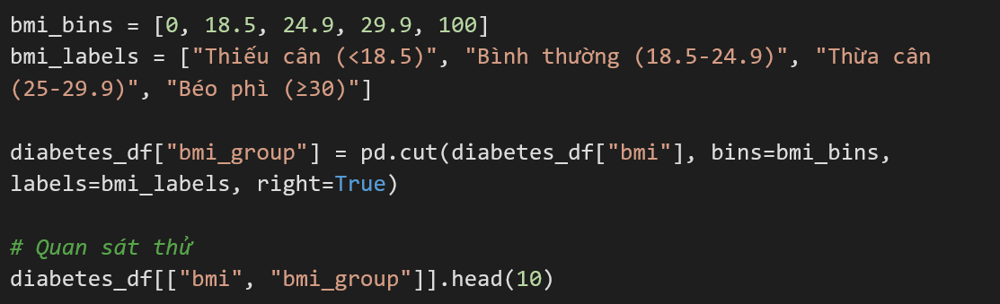 bmi_bins = [0, 18.5, 24.9, 29.9, 100]
bmi_labels = ["Thiếu cân (<18.5)", "Bình thường (18.5-24.9)", "Thừa cân
(25-29.9)", "Béo phì (≥30)"]
diabetes_df["bmi_group"] = pd.cut(diabetes_df["bmi"], bins=bmi_bins,
labels=bmi_labels, right=True)
# Quan sát thử
diabetes_df[["bmi", "bmi_group"]].head(10)